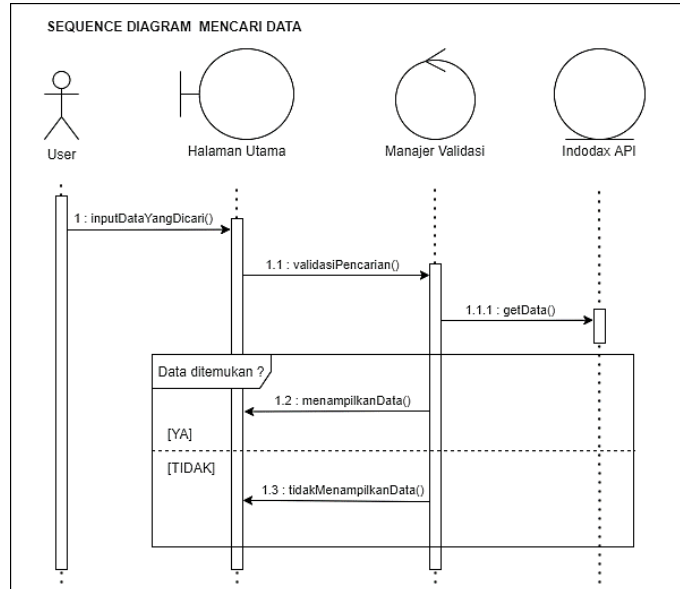 SEQUENCE DIAGRAM MENCARI DATA
User
Halaman Utama
Manajer Validasi
Indodax API
1 : inputDataYangDicari()
1.1 : validasiPencarian()
1.1.1 : getData()
Data ditemukan ?
1.2 : menampilkanData()
[YA]
[TIDAK]
1.3 : tidakMenampilkanData()